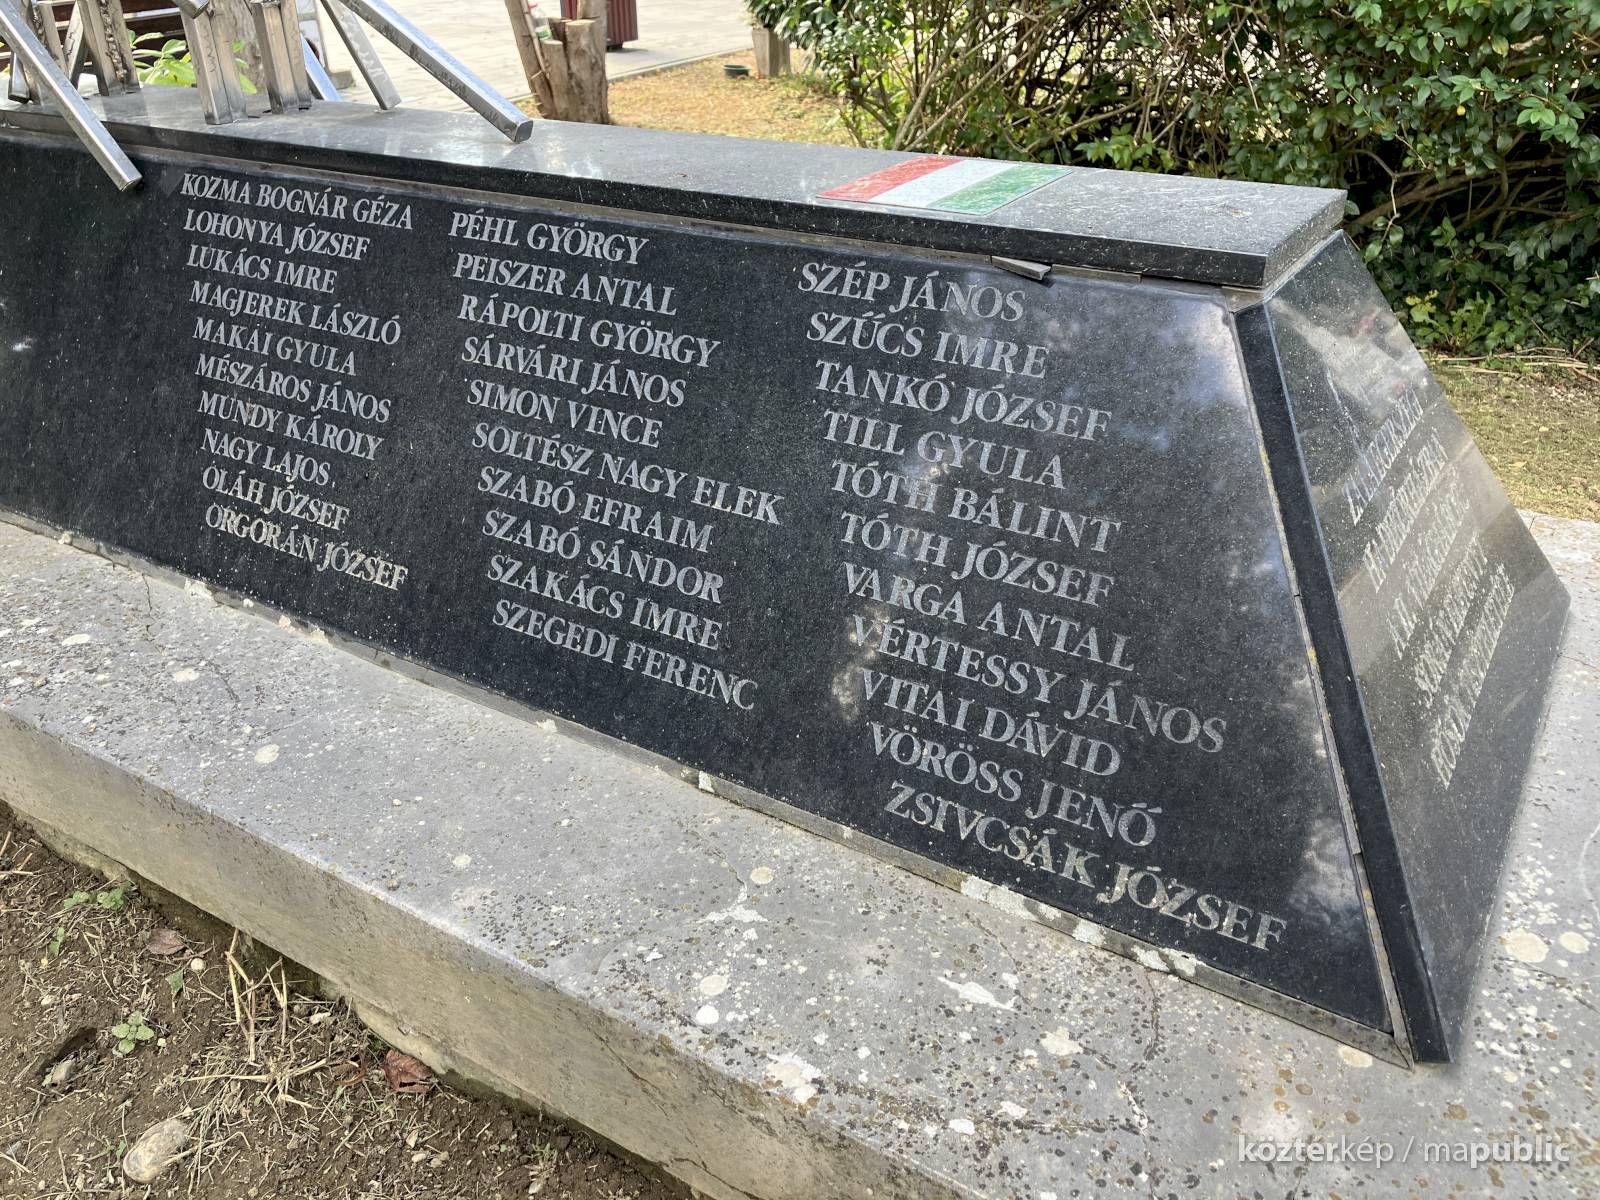 KOZMA BOGNÁR GÉZA
LOHONYA JÓZSEF
LUKÁCS IMRE
MAGJEREK LÁSZLÓ
MAKAI GYULA
MÉSZÁROS JÁNOS
MUNDY KÁROLY
NAGY LAJOS
OLÁH JÓZSEF
ORGORÁN JÓZSEF
PÉHL GYÖRGY
PEISZER ANTAL
RÁPOLTI GYÖRGY
SÁRVÁRI JÁNOS
SIMON VINCE
SOLTÉSZ NAGY ELEK
SZABÓ EFRAIM
SZABÓ SÁNDOR
SZAKÁCS IMRE
SZEGEDI FERENC
SZÉP JÁNOS
SZŰCS IMRE
TANKÓ JÓZSEF
TILL GYULA
TÓTH BÁLINT
TÓTH JÓZSEF
VARGA ANTAL
VÉRTESSY JÁNOS
VITAI DÁVID
VÖRÖSS JENŐ
ZSIVCSÁK JÓZSEF
ZALAEGERSZEG
köztérkép / mapublic